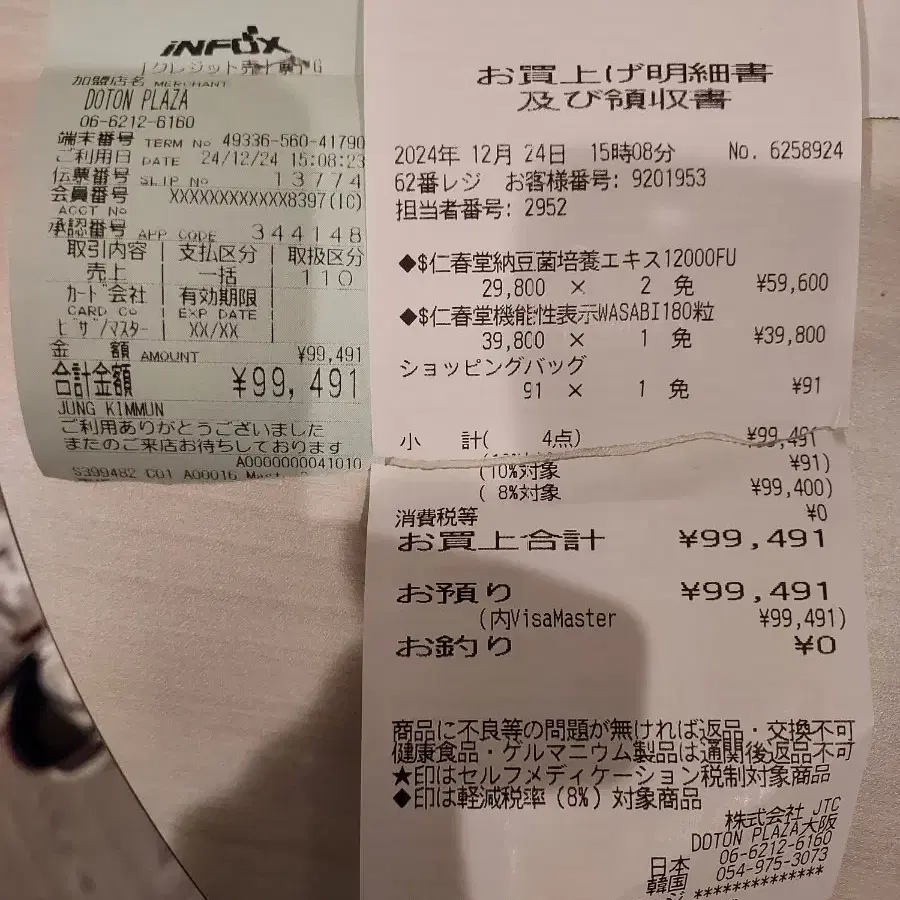 INFOX
クレジット売上
加盟店名 MERCHANT
DOTON PLAZA
06-6212-6160
端末番号 TERM No 49336-560-41790
ご利用日 DATE 24/12/24 15:08:23
伝票番号 SLIP No 13774
会員番号 XXXXXXXXXXXX8397(IC)
ACCT No
承認番号 APP CODE 344148
取引内容 | 支払区分 | 取扱区分
売上 | 一括 | 110
カード会社 | 有効期限
CARD Co | EXP DATE
ビザ/マスター | XX/XX
金 額 AMOUNT ¥99,491
合計金額 ¥99,491
JUNG KIMMUN
ご利用ありがとうございました
またのご来店お待ちしております
A0000000041010
S399482 C01 A00016
お買上げ明細書
及び領収書
2024年 12月 24日 15時08分 No. 6258924
62番レジ お客様番号: 9201953
担当者番号: 2952
◆$仁春堂納豆菌培養エキス12000FU
29,800 × 2 免 ¥59,600
◆$仁春堂機能性表示WASABI180粒
39,800 × 1 免 ¥39,800
ショッピングバッグ
91 × 1 免 ¥91
小 計( 4点) ¥99,491
(10%対象 ¥91)
( 8%対象 ¥99,400)
消費税等 ¥0
お買上合計 ¥99,491
お預り ¥99,491
(内VisaMaster ¥99,491)
お釣り ¥0
商品に不良等の問題が無ければ返品・交換不可
健康食品・ゲルマニウム製品は通関後返品不可
★印はセルフメディケーション税制対象商品
◆印は軽減税率(8%)対象商品
株式会社 JTC
DOTON PLAZA大阪
日本 06-6212-6160
韓国 054-975-3073
*************